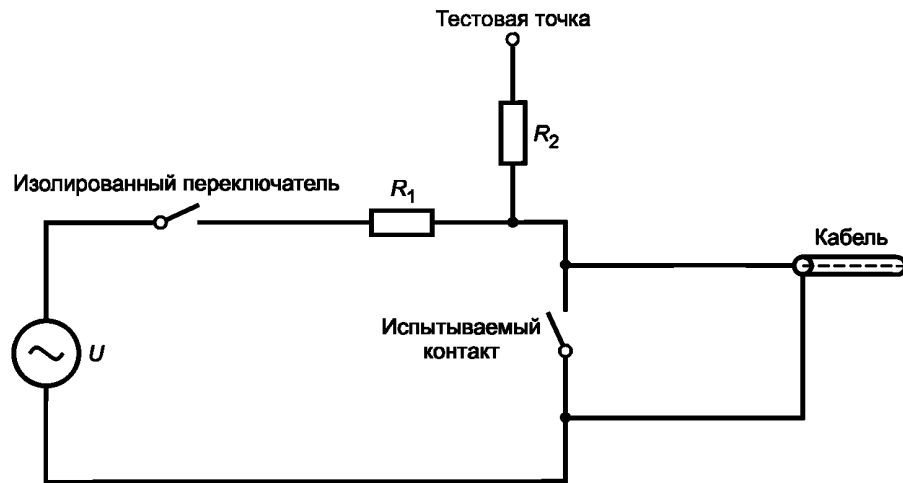 Тестовая точка
R2
Изолированный переключатель
R1
Кабель
Испытываемый
контакт
U